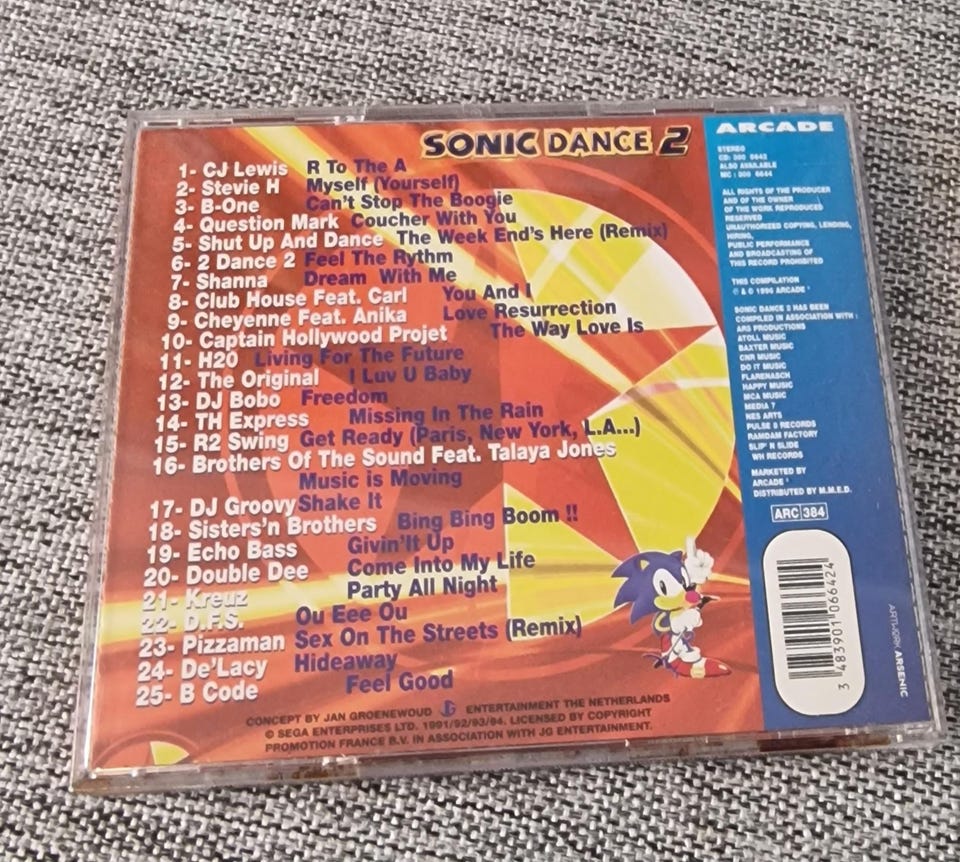 SONIC DANCE 2
1- CJ Lewis R To The A
2- Stevie H Myself (Yourself)
3- B-One Can't Stop The Boogie
4- Question Mark Coucher With You
5- Shut Up And Dance The Week End's Here (Remix)
6- 2 Dance 2 Feel The Rythm
7- Shanna Dream With Me
8- Club House Feat. Carl You And I
9- Cheyenne Feat. Anika Love Resurrection
10- Captain Hollywood Projet The Way Love Is
11- H20 Living For The Future
12- The Original I Luv U Baby
13- DJ Bobo Freedom
14- TH Express Missing In The Rain
15- R2 Swing Get Ready (Paris, New York, L.A...)
16- Brothers Of The Sound Feat. Talaya Jones
Music is Moving
17- DJ Groovy Shake It
18- Sisters'n Brothers Bing Bing Boom !!
19- Echo Bass Givin'It Up
20- Double Dee Come Into My Life
21- Kreuz Party All Night
22- D.F.S. Ou Eee Ou
23- Pizzaman Sex On The Streets (Remix)
24- De'Lacy Hideaway
25- B Code Feel Good
CONCEPT BY JAN GROENEWOUD JG ENTERTAINMENT THE NETHERLANDS
© SEGA ENTERPRISES LTD. 1991/92/93/94. LICENSED BY COPYRIGHT
PROMOTION FRANCE B.V. IN ASSOCIATION WITH JG ENTERTAINMENT.
ARCADE
STEREO
CD: 300 6642
ALSO AVAILABLE
MC : 300 6644
ALL RIGHTS OF THE PRODUCER
AND OF THE OWNER
OF THE WORK REPRODUCED
RESERVED
UNAUTHORIZED COPYING, LENDING,
HIRING,
PUBLIC PERFORMANCE
AND BROADCASTING OF
THIS RECORD PROHIBITED
THIS COMPILATION
℗ & © 1996 ARCADE
SONIC DANCE 2 HAS BEEN
COMPILED IN ASSOCIATION WITH :
ARS PRODUCTIONS
ATOLL MUSIC
BAXTER MUSIC
CNR MUSIC
DO IT MUSIC
FLARENASCH
HAPPY MUSIC
MCA MUSIC
MEDIA 7
NES ARTS
PULSE 8 RECORDS
RAMDAM FACTORY
SLIP' N SLIDE
WH RECORDS
MARKETED BY
ARCADE
DISTRIBUTED BY M.M.E.D.
ARC 384
3 483901 066424
ARTWORK ARSENIC